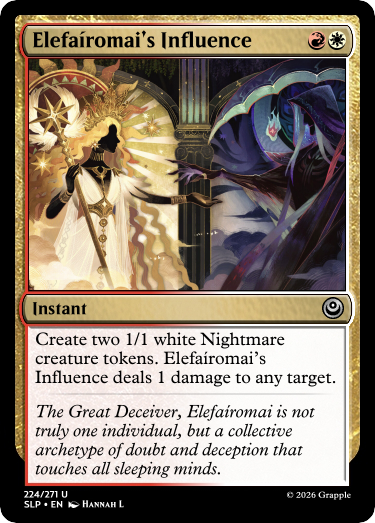 Elefaíromai's Influence
Instant
Create two 1/1 white Nightmare
creature tokens. Elefaíromai's
Influence deals 1 damage to any target.
The Great Deceiver, Elefaíromai is not
truly one individual, but a collective
archetype of doubt and deception that
touches all sleeping minds.
224/271 U
SLP • EN Hannah L
© 2026 Grapple